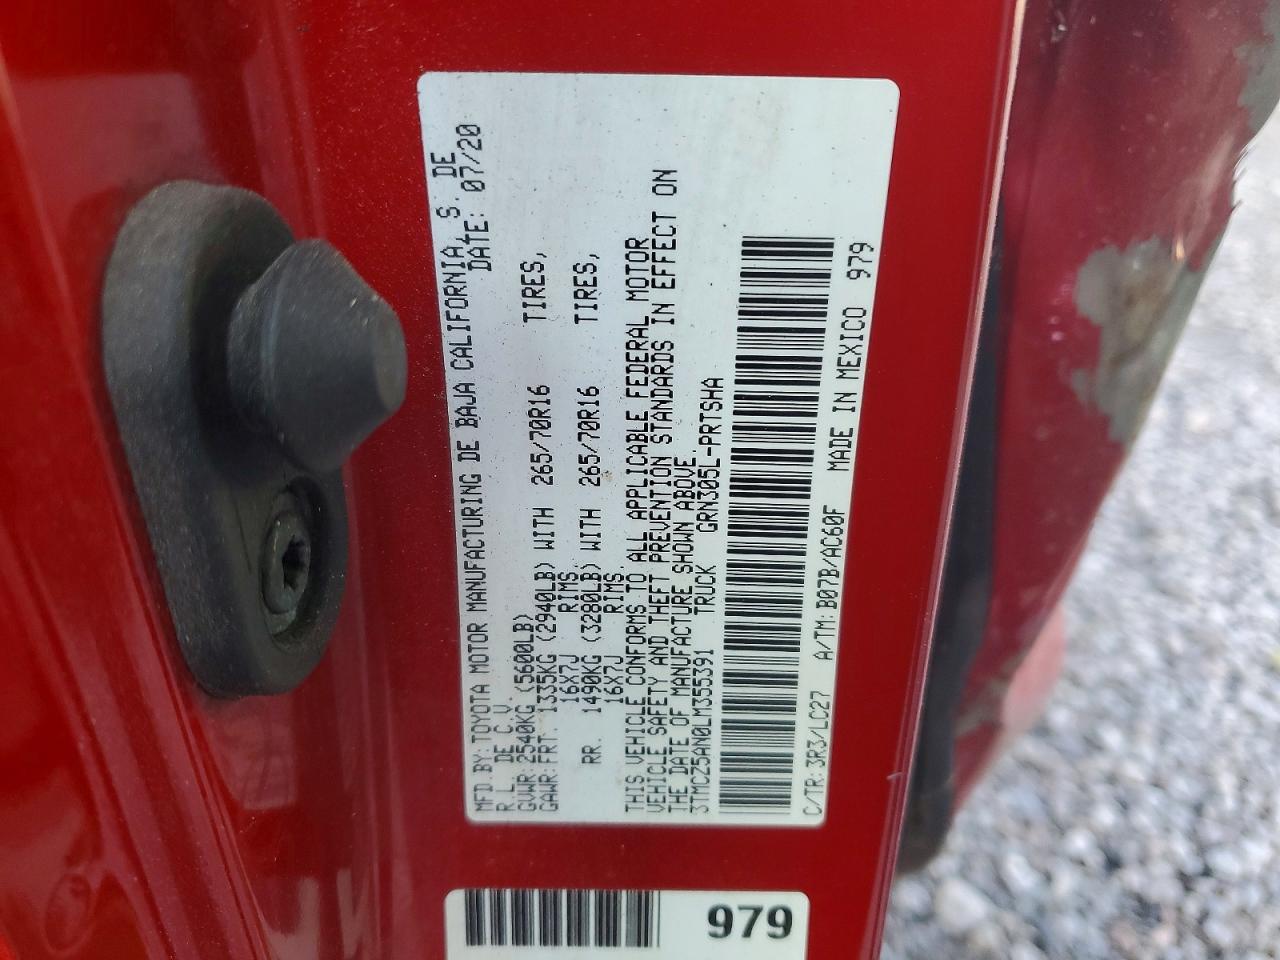 MFD.BY: TOYOTA MOTOR MANUFACTURING DE BAJA CALIFORNIA, S. DE
R.L. DE C.V. DATE: 07/20
GVWR: 2540KG (5600LB)
GAWR: FRT. 1335KG (2940LB) WITH 265/70R16 TIRES,
16X7J RIMS
RR. 1490KG (3280LB) WITH 265/70R16 TIRES,
16X7J RIMS.
THIS VEHICLE CONFORMS TO ALL APPLICABLE FEDERAL MOTOR
VEHICLE SAFETY AND THEFT PREVENTION STANDARDS IN EFFECT ON
THE DATE OF MANUFACTURE SHOWN ABOVE.
3TMCZ5AN0LM355391 TRUCK GRN305L-PRTSHA
C/TR: 3R3/LC27 A/TM: B07B/AC60F MADE IN MEXICO 979
979